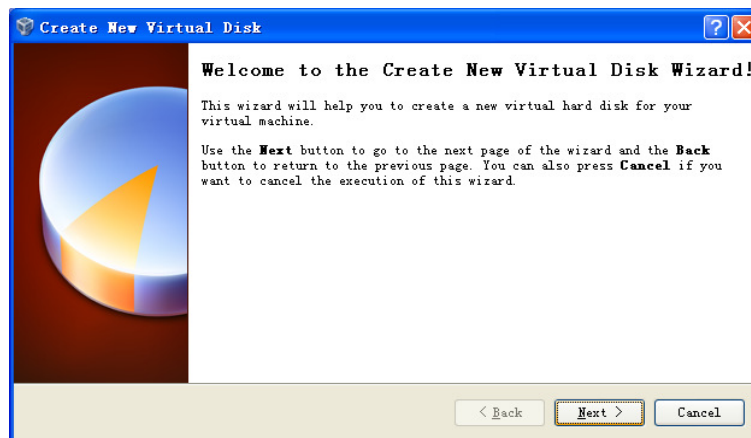 Create New Virtual Disk
Welcome to the Create New Virtual Disk Wizard!
This wizard will help you to create a new virtual hard disk for your
virtual machine.
Use the Next button to go to the next page of the wizard and the Back
button to return to the previous page. You can also press Cancel if you
want to cancel the execution of this wizard.
< Back
Next >
Cancel